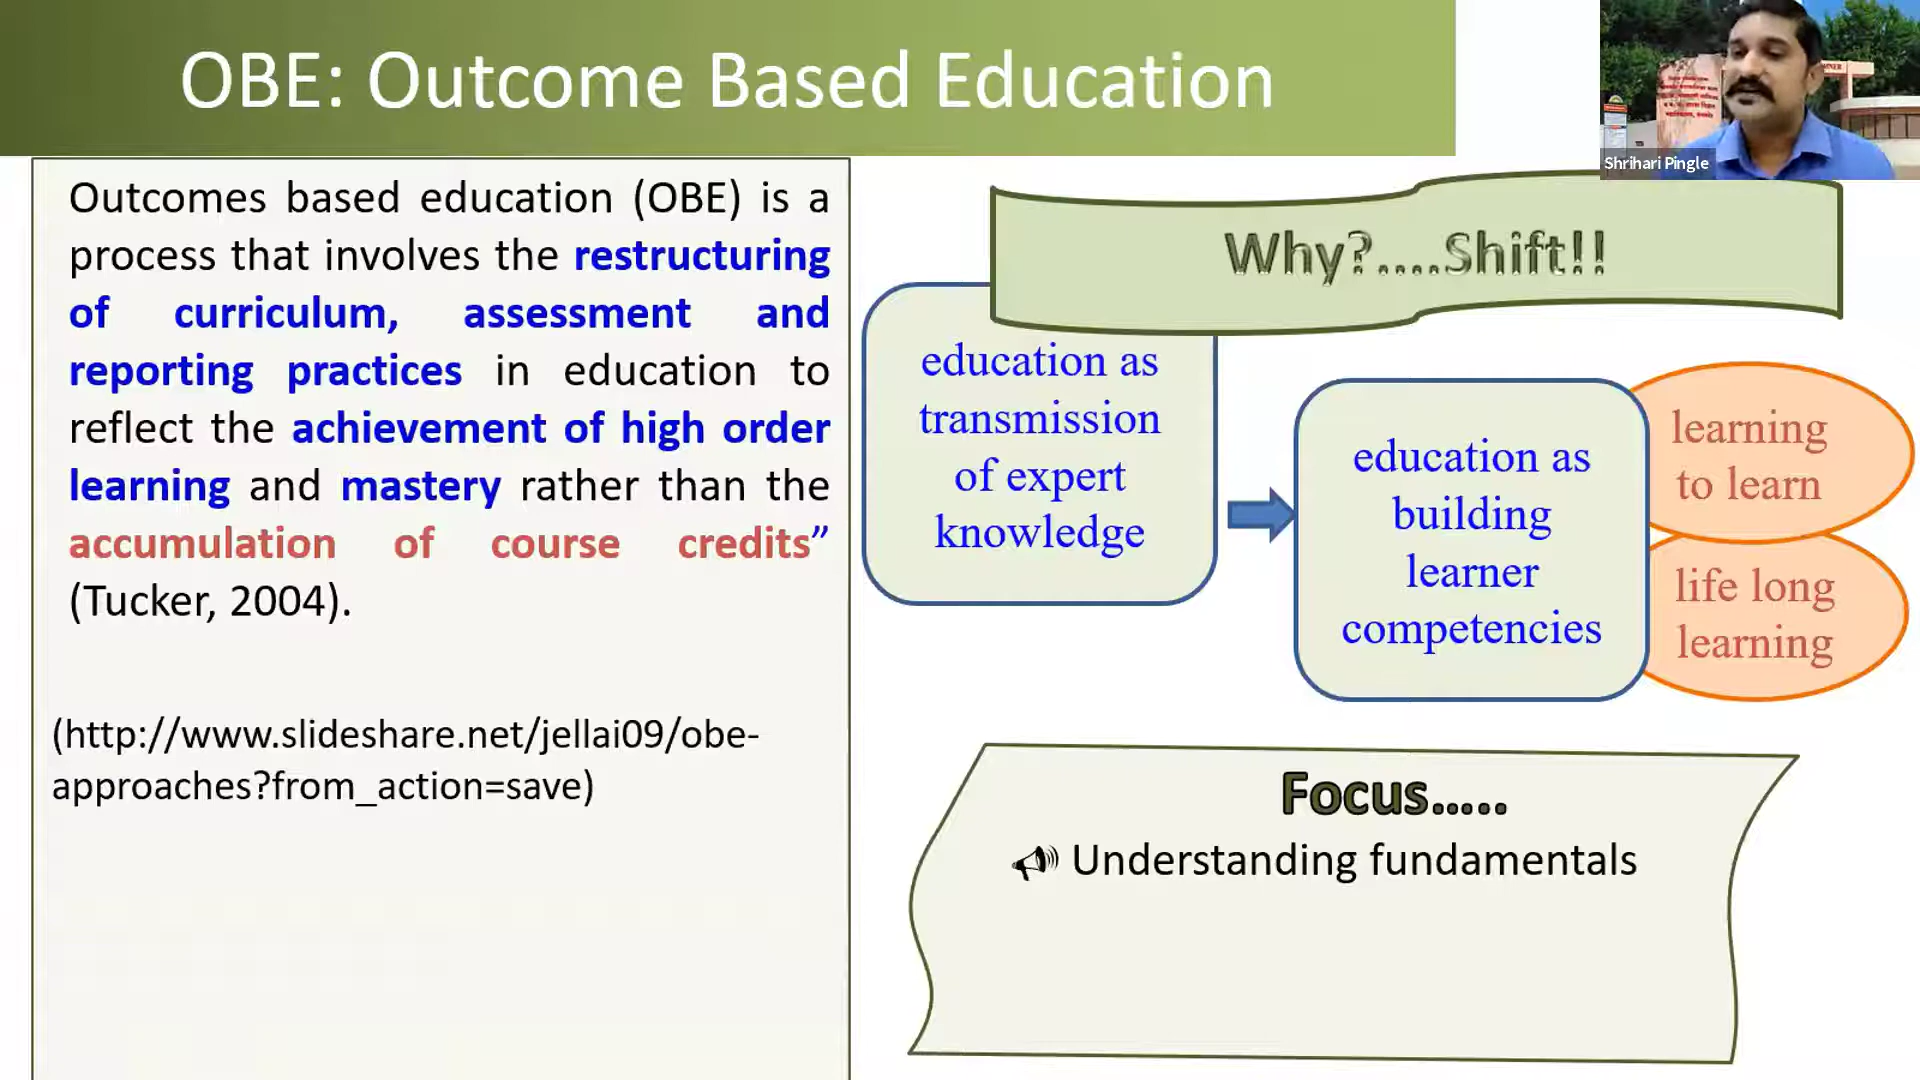 OBE: Outcome Based Education
Shrihari Pingle
Outcomes based education (OBE) is a
process that involves the restructuring
of curriculum, assessment and
reporting practices in education to
reflect the achievement of high order
learning and mastery rather than the
accumulation of course credits”
(Tucker, 2004).
(http://www.slideshare.net/jellai09/obe-
approaches?from_action=save)
Why?....Shift!!
education as
transmission
of expert
knowledge
education as
building
learner
competencies
learning
to learn
life long
learning
Focus…..
Understanding fundamentals